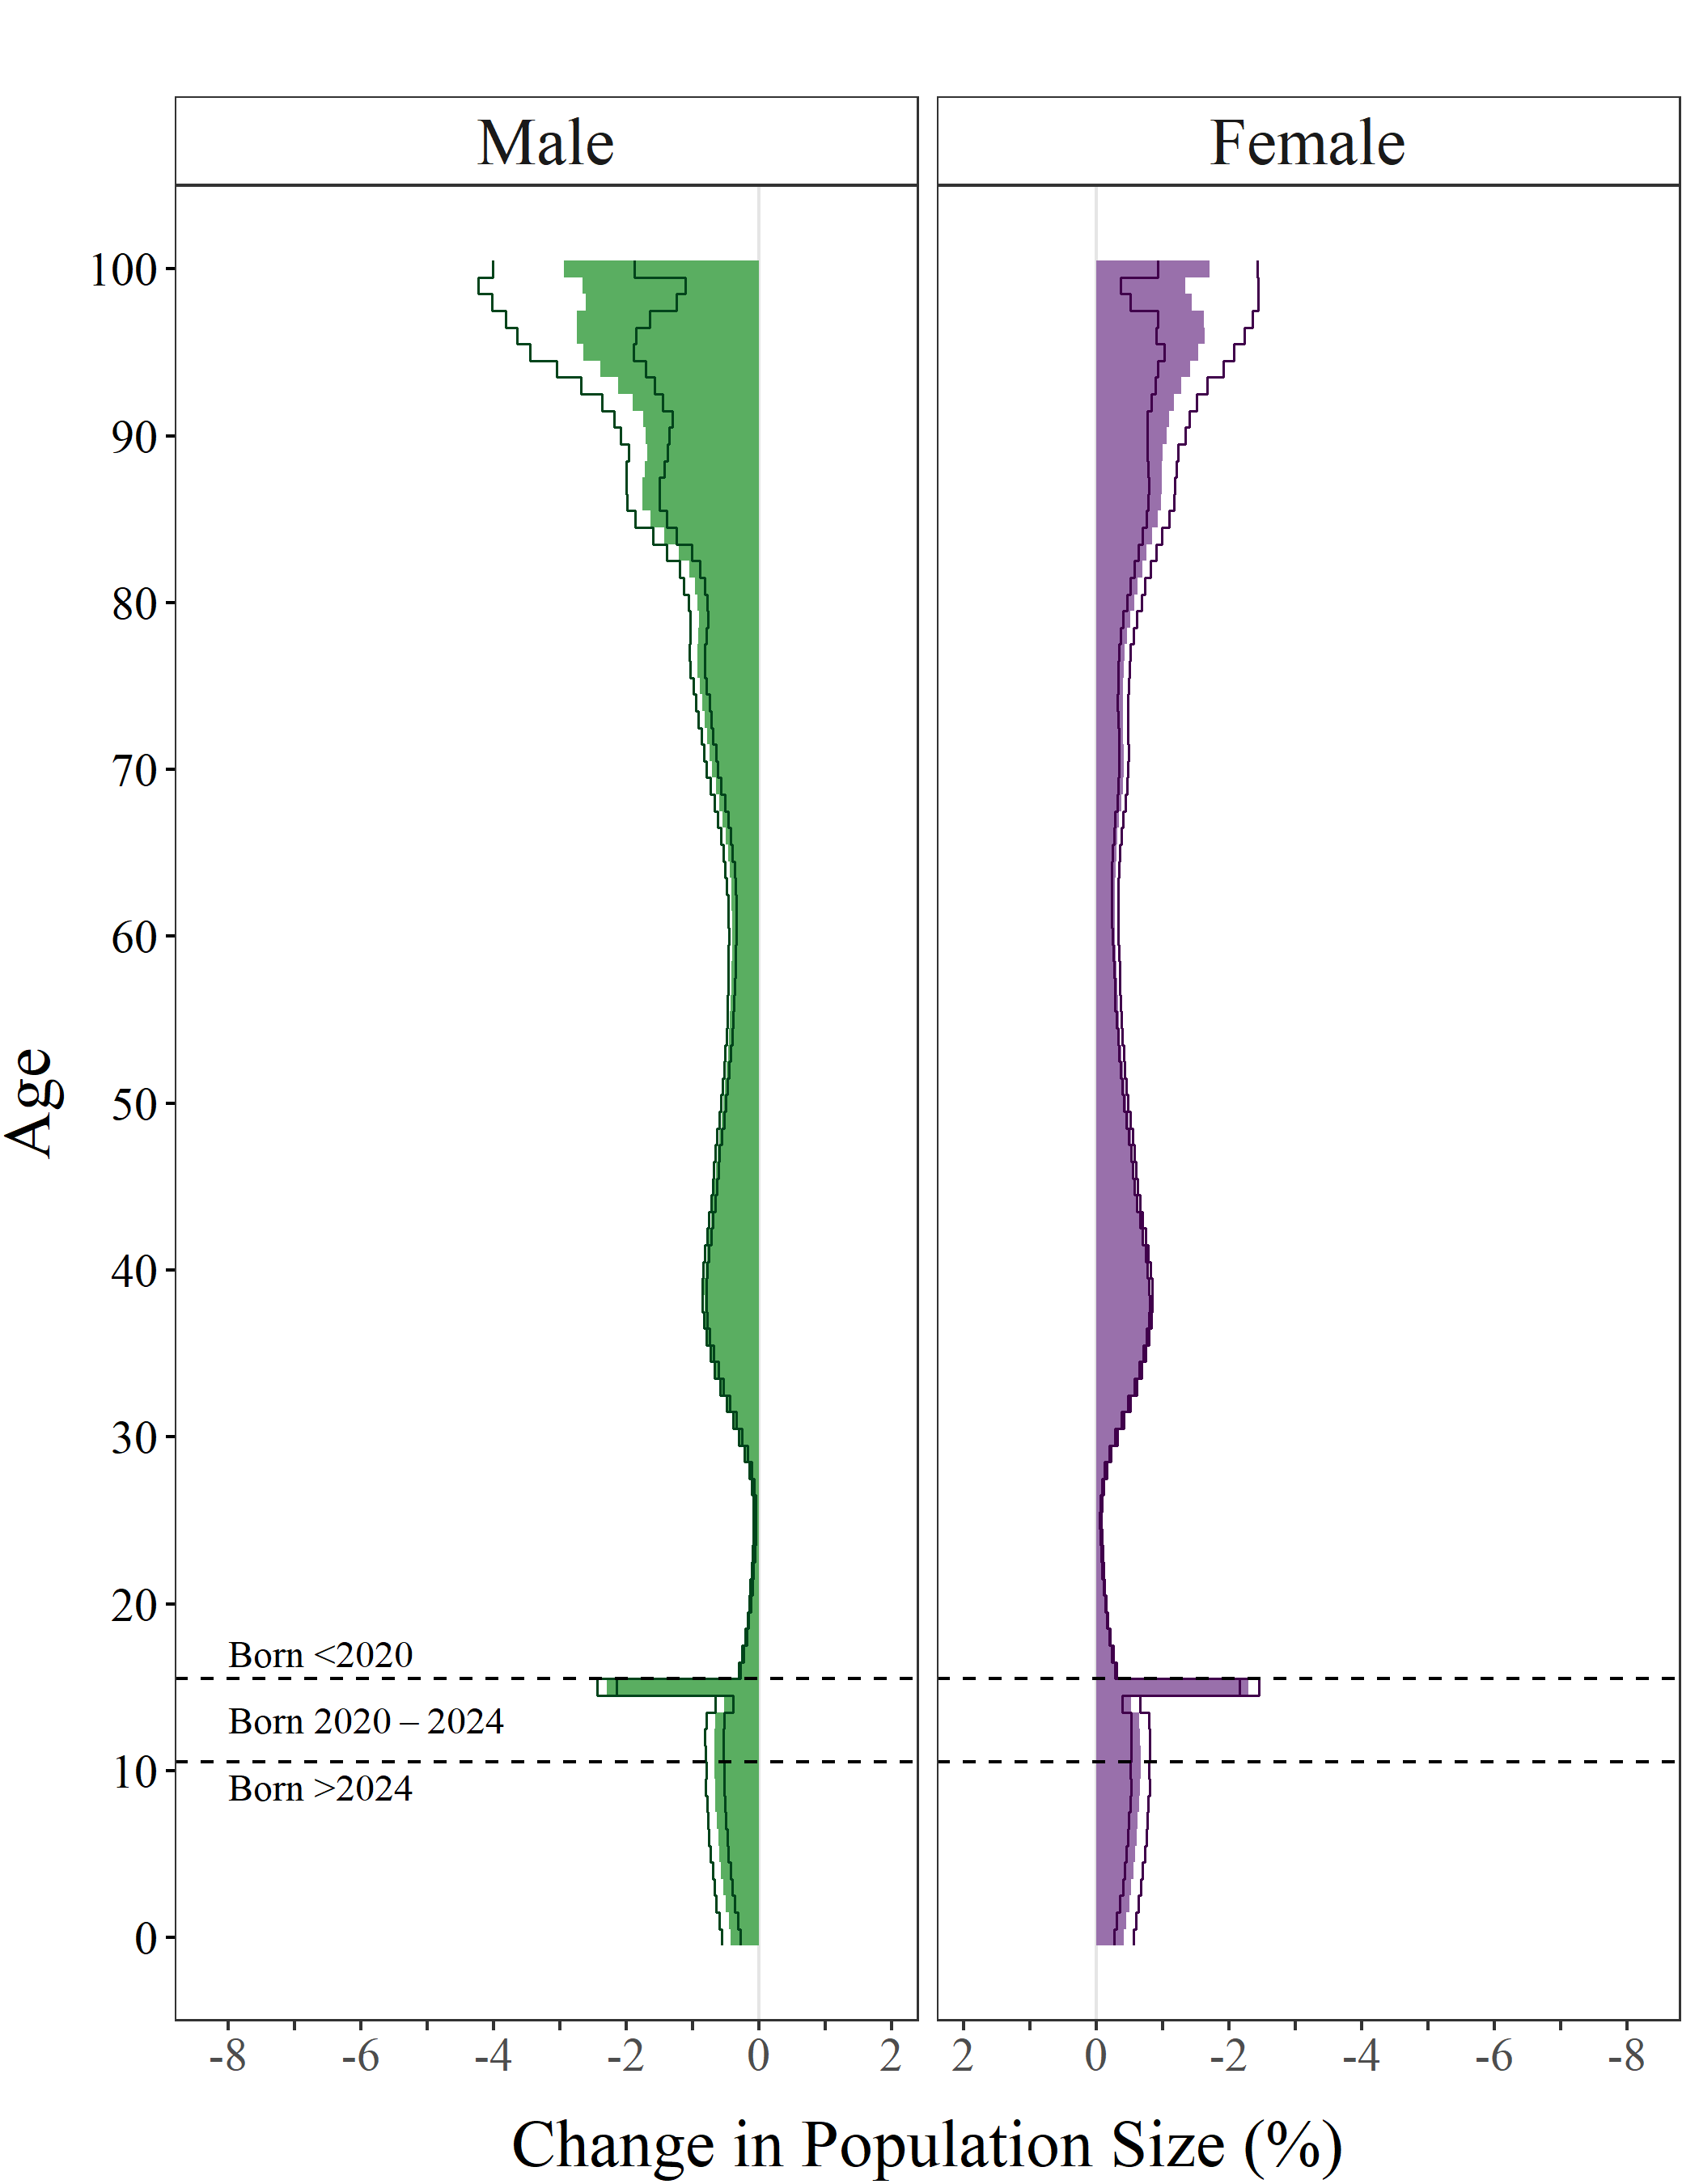 Male
Female
100
90
80
70
60
50
40
30
20
10
0
Age
Born <2020
Born 2020 – 2024
Born >2024
-8 -6 -4 -2 0 2
2 0 -2 -4 -6 -8
Change in Population Size (%)